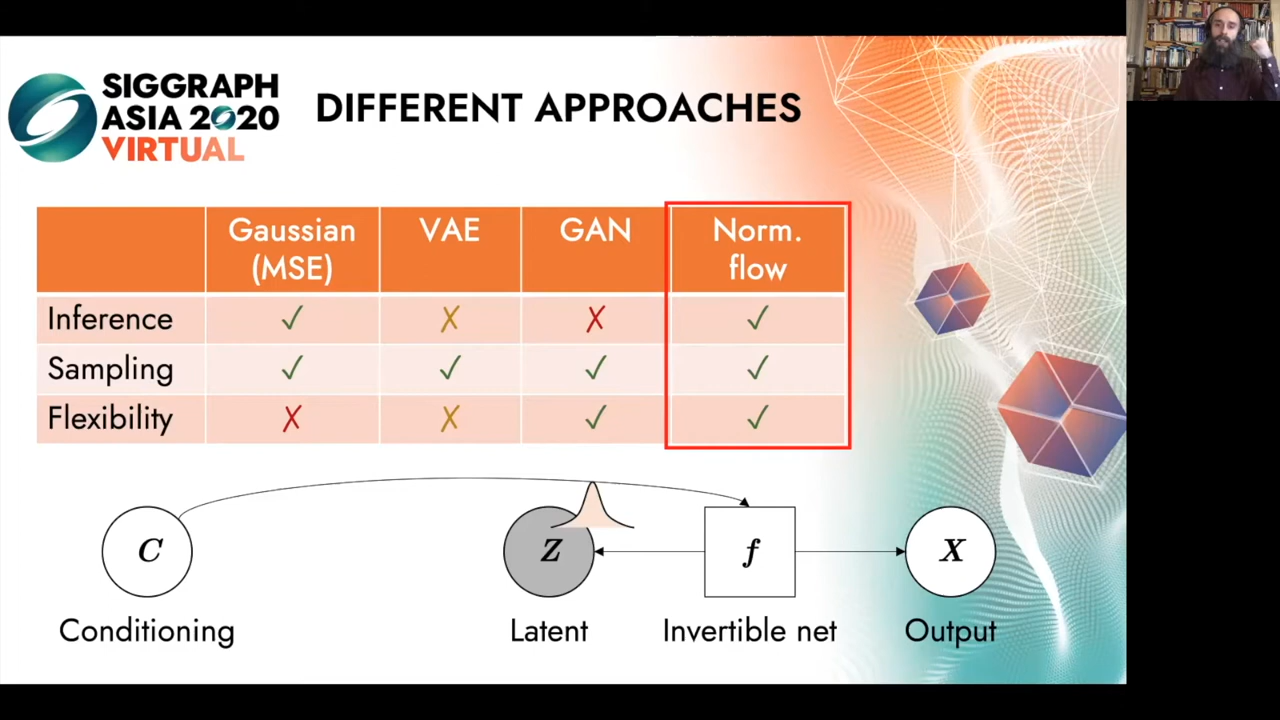 SIGGRAPH
ASIA 2020
VIRTUAL
DIFFERENT APPROACHES
Gaussian (MSE) VAE GAN Norm. flow
Inference ✓ ✗ ✗ ✓
Sampling ✓ ✓ ✓ ✓
Flexibility ✗ ✗ ✓ ✓
C Z f X
Conditioning Latent Invertible net Output